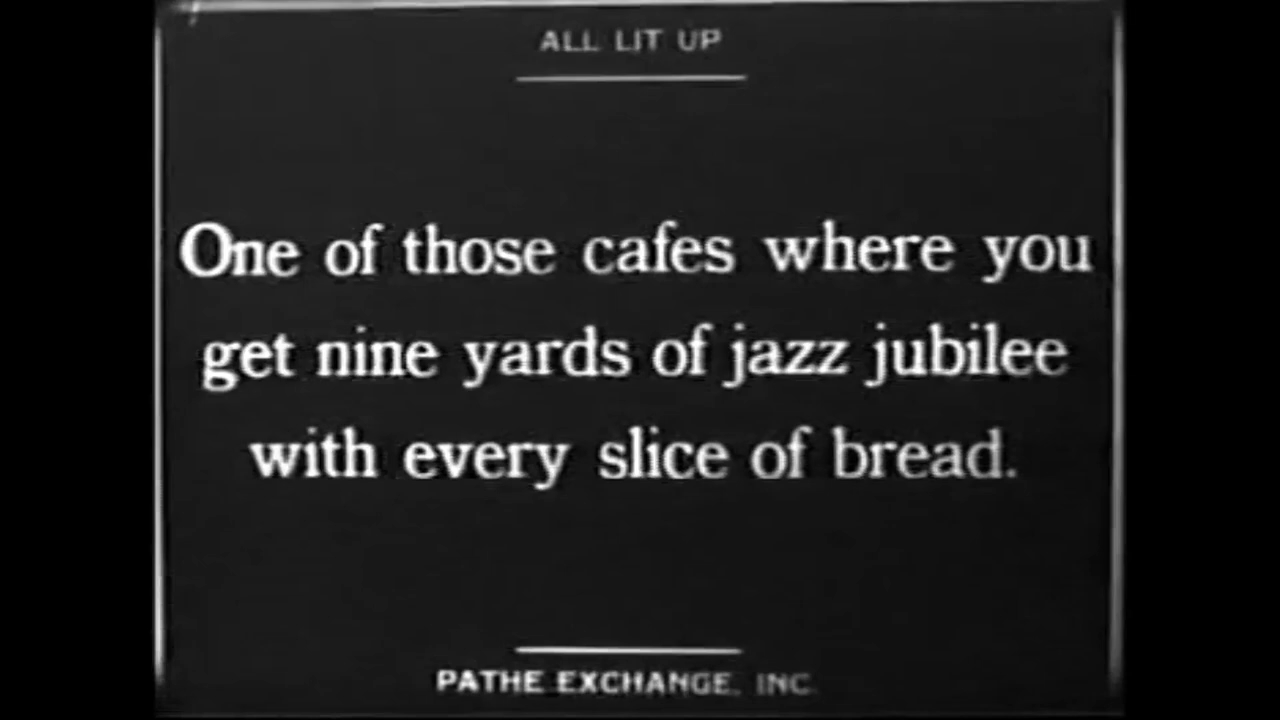 ALL LIT UP
One of those cafes where you
get nine yards of jazz jubilee
with every slice of bread.
PATHE EXCHANGE, INC.